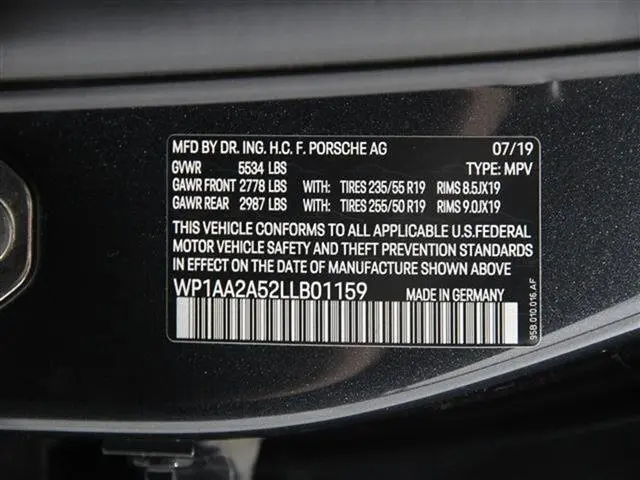 MFD BY DR. ING. H.C. F. PORSCHE AG 07/19
GVWR 5534 LBS TYPE: MPV
GAWR FRONT 2778 LBS WITH: TIRES 235/55 R19 RIMS 8.5JX19
GAWR REAR 2987 LBS WITH: TIRES 255/50 R19 RIMS 9.0JX19
THIS VEHICLE CONFORMS TO ALL APPLICABLE U.S.FEDERAL
MOTOR VEHICLE SAFETY AND THEFT PREVENTION STANDARDS
IN EFFECT ON THE DATE OF MANUFACTURE SHOWN ABOVE
WP1AA2A52LLB01159 MADE IN GERMANY
95B.010.016.AF